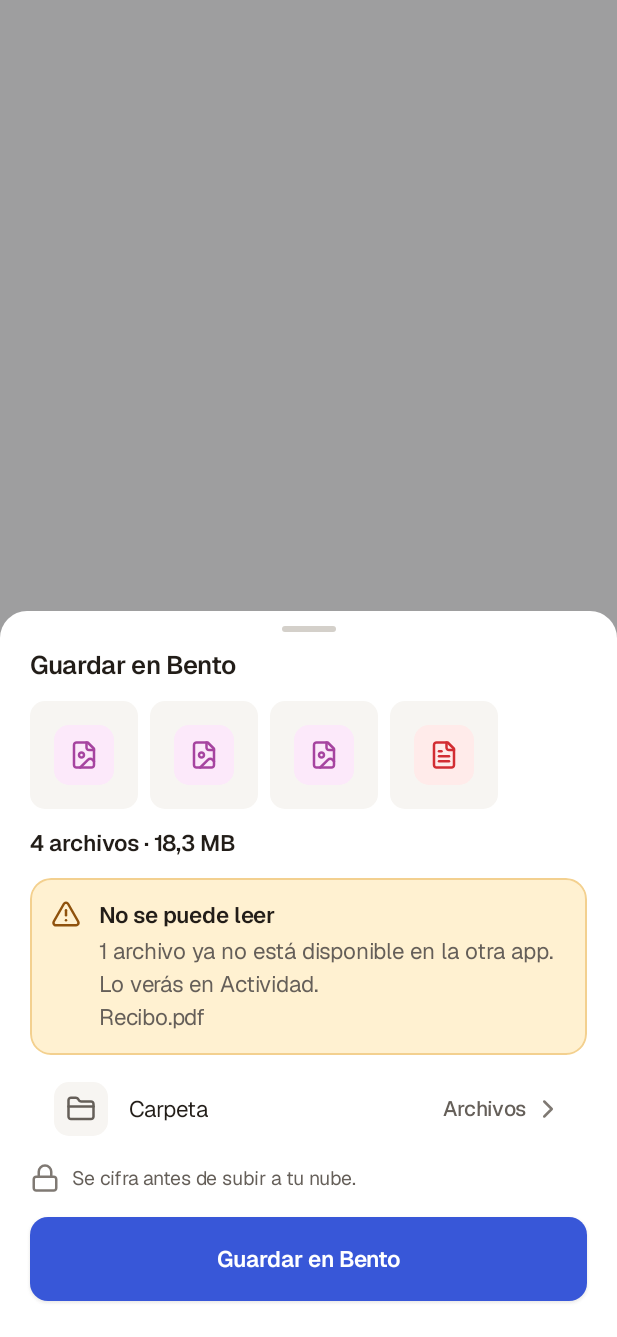 Guardar en Bento
4 archivos · 18,3 MB
No se puede leer
1 archivo ya no está disponible en la otra app.
Lo verás en Actividad.
Recibo.pdf
Carpeta
Archivos
Se cifra antes de subir a tu nube.
Guardar en Bento